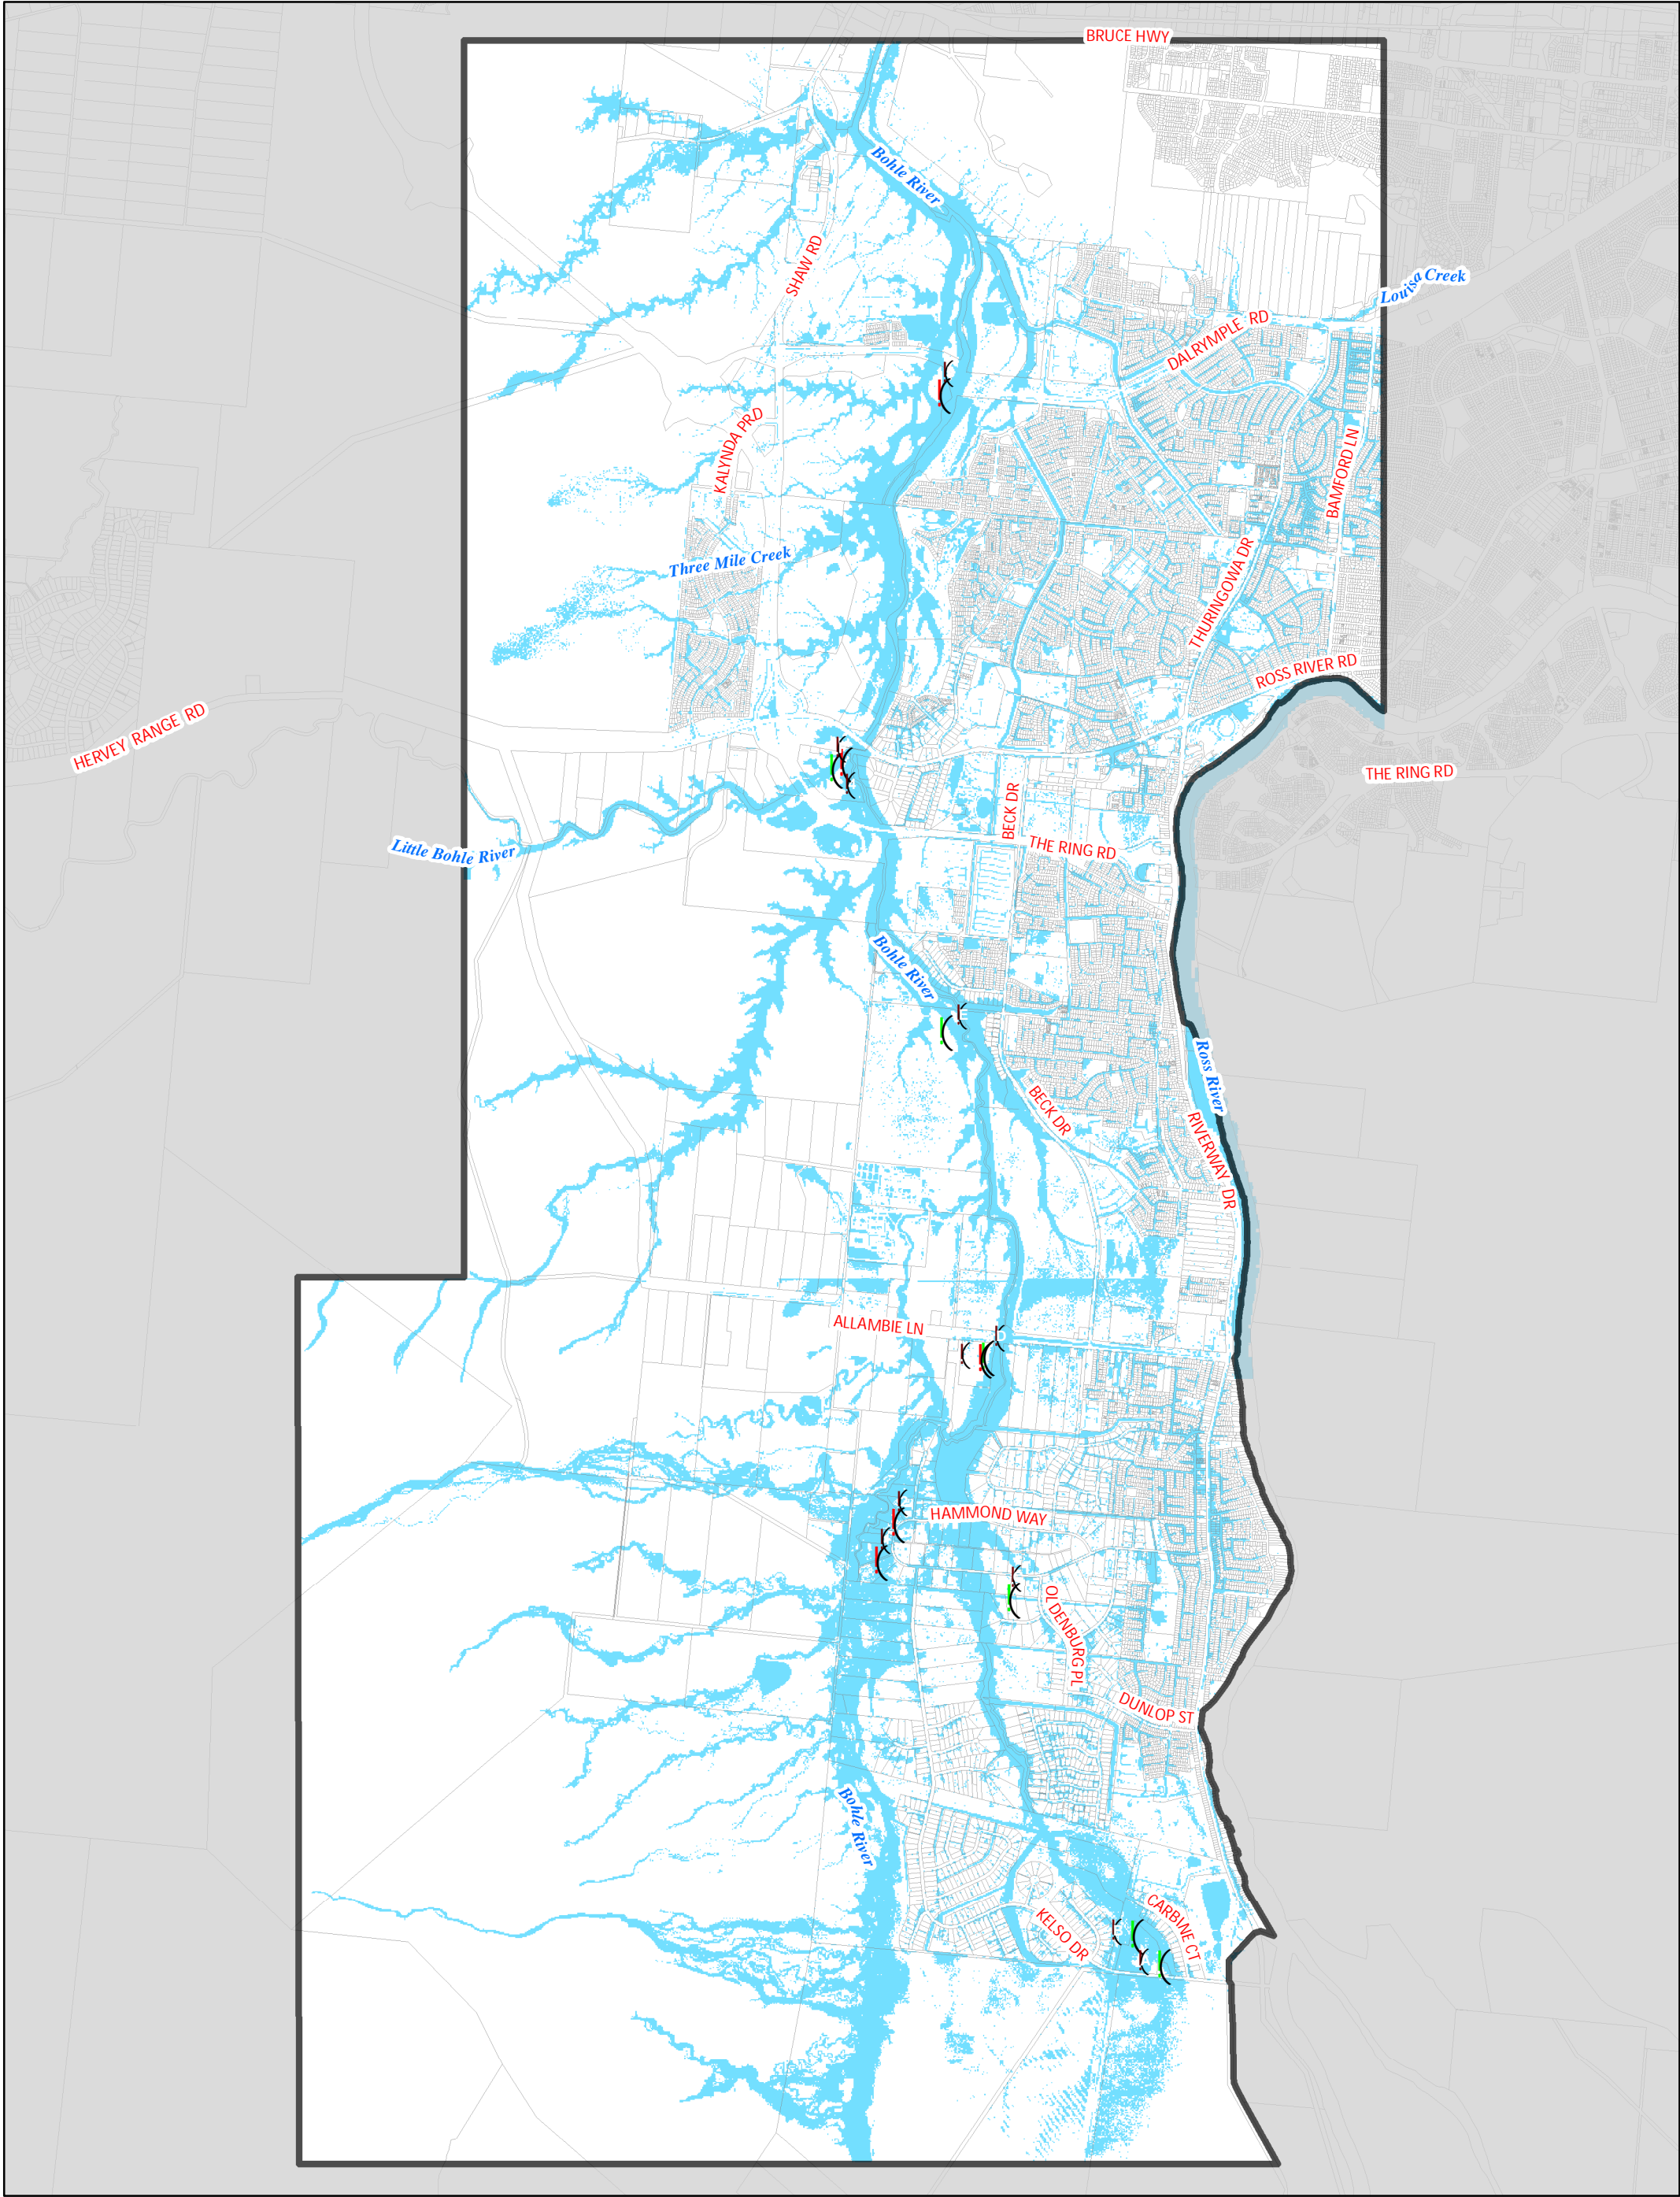 BRUCE HWY
Bohle River
SHAW RD
Louisa Creek
DALRYMPLE RD
KALYNDA PRD
BAMFORD LN
Three Mile Creek
THURINGOWA DR
ROSS RIVER RD
HERVEY RANGE RD
THE RING RD
BECK DR
THE RING RD
Little Bohle River
Bohle River
Ross River
BECK DR
RIVERWAY DR
ALLAMBIE LN
HAMMOND WAY
OLDENBURG PL
DUNLOP ST
Bohle River
CARBINE CT
KELSO DR